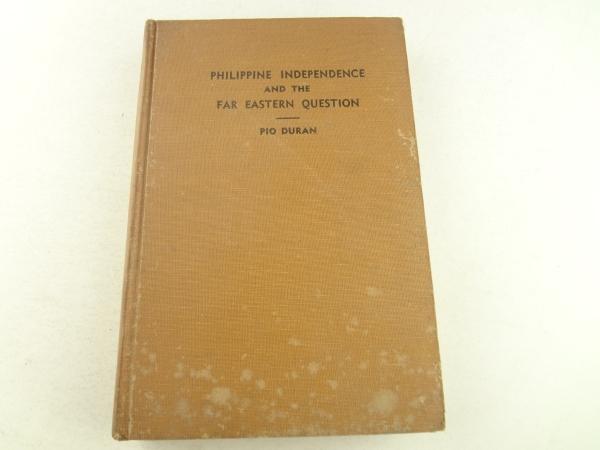 PHILIPPINE INDEPENDENCE
AND THE
FAR EASTERN QUESTION
PIO DURAN